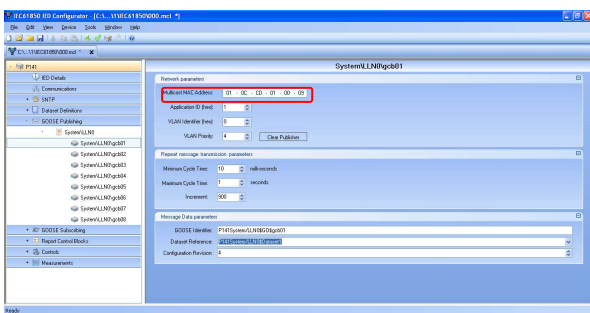 IEC61850 IED Configurator - [C:\...\1\IEC61850\000.mcl *]
File Edit View Device Tools Window Help
C:\...\1\IEC61850\000.mcl * x
P141
System\LLN0\gcb01
IED Details
Communications
SNTP
Dataset Definitions
GOOSE Publishing
System\LLN0
System\LLN0\gcb01
System\LLN0\gcb02
System\LLN0\gcb03
System\LLN0\gcb04
System\LLN0\gcb05
System\LLN0\gcb06
System\LLN0\gcb07
System\LLN0\gcb08
GOOSE Subscribing
Report Control Blocks
Controls
Measurements
Network parameters
Multicast MAC Address: 01 - 0C - CD - 01 - 00 - 09
Application ID (hex): 1
VLAN Identifier (hex): 0
VLAN Priority: 4 Clear Publisher
Repeat message transmission parameters
Minimum Cycle Time: 10 milli-seconds
Maximum Cycle Time: 1 seconds
Increment: 900
Message Data parameters
GOOSE Identifier: P141System/LLN0$GO$gcb01
Dataset Reference:
Configuration Revision: 4
Ready